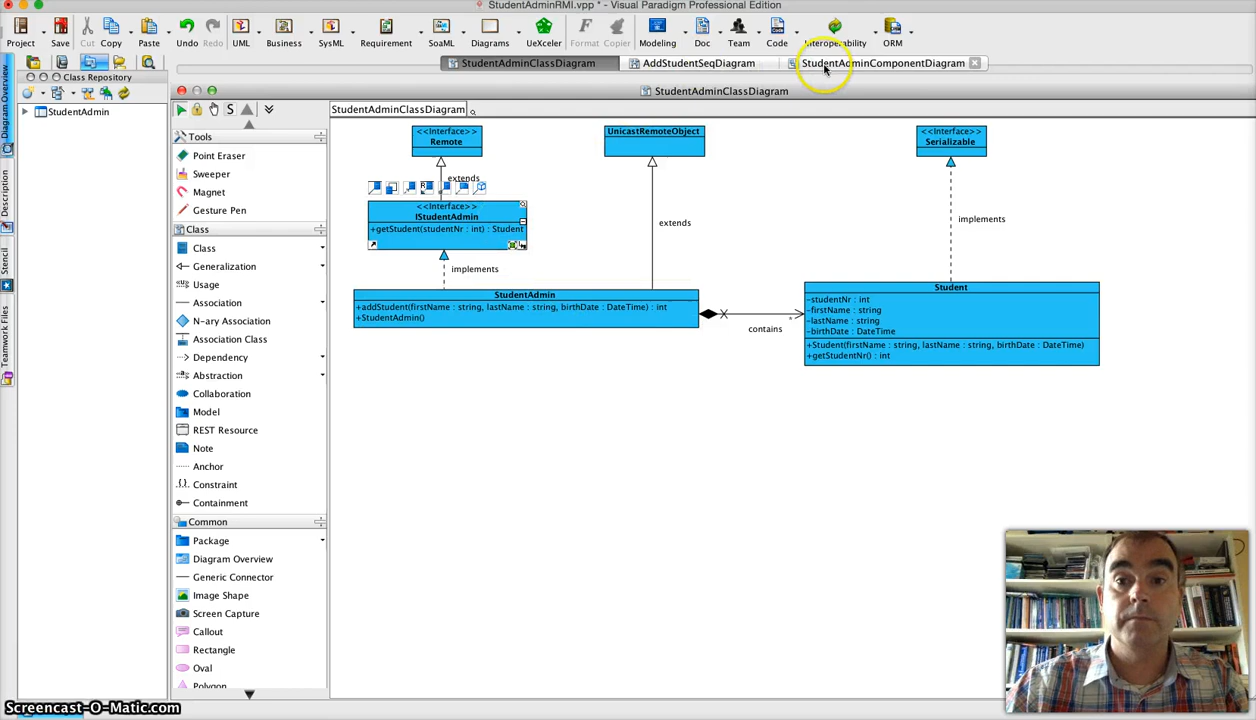 StudentAdminRMI.vpp * - Visual Paradigm Professional Edition
Project
Save
Cut
Copy
Paste
Undo
Redo
UML
Business
SysML
Requirement
SoaML
Diagrams
UeXceler
Format
Copier
Modeling
Doc
Team
Code
Interoperability
ORM
StudentAdminClassDiagram
AddStudentSeqDiagram
StudentAdminComponentDiagram
Class Repository
StudentAdminClassDiagram
Diagram Overview
Stencil
Teamwork Files
StudentAdmin
S
StudentAdminClassDiagram
Tools
Point Eraser
Sweeper
Magnet
Gesture Pen
Class
Class
Generalization
Usage
Association
N-ary Association
Association Class
Dependency
Abstraction
Collaboration
Model
REST Resource
Note
Anchor
Constraint
Containment
Common
Package
Diagram Overview
Generic Connector
Image Shape
Screen Capture
Callout
Rectangle
Oval
Polygon
<<Interface>>
Remote
UnicastRemoteObject
<<Interface>>
Serializable
extends
<<Interface>>
IStudentAdmin
+getStudent(studentNr : int) : Student
extends
implements
implements
StudentAdmin
+addStudent(firstName : string, lastName : string, birthDate : DateTime) : int
+StudentAdmin()
*
contains
Student
-studentNr : int
-firstName : string
-lastName : string
-birthDate : DateTime
+Student(firstName : string, lastName : string, birthDate : DateTime)
+getStudentNr() : int
Screencast-O-Matic.com